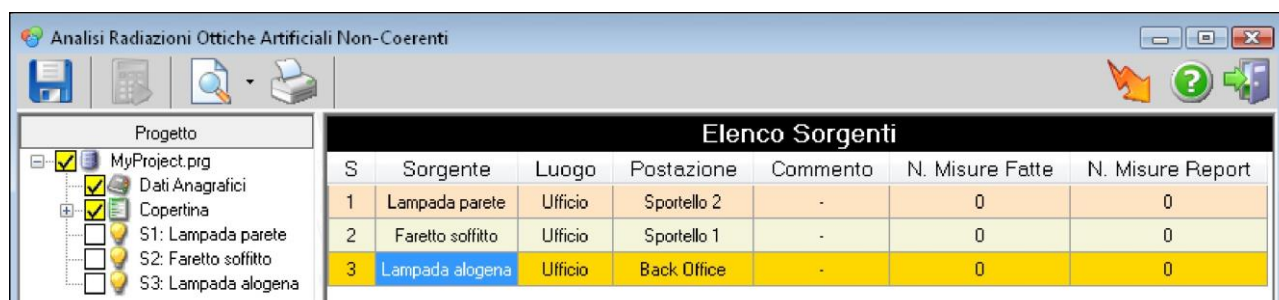 Analisi Radiazioni Ottiche Artificiali Non-Coerenti
Progetto
MyProject.prg
Dati Anagrafici
Copertina
S1: Lampada parete
S2: Faretto soffitto
S3: Lampada alogena
Elenco Sorgenti
S Sorgente Luogo Postazione Commento N. Misure Fatte N. Misure Report
1 Lampada parete Ufficio Sportello 2 - 0 0
2 Faretto soffitto Ufficio Sportello 1 - 0 0
3 Lampada alogena Ufficio Back Office - 0 0